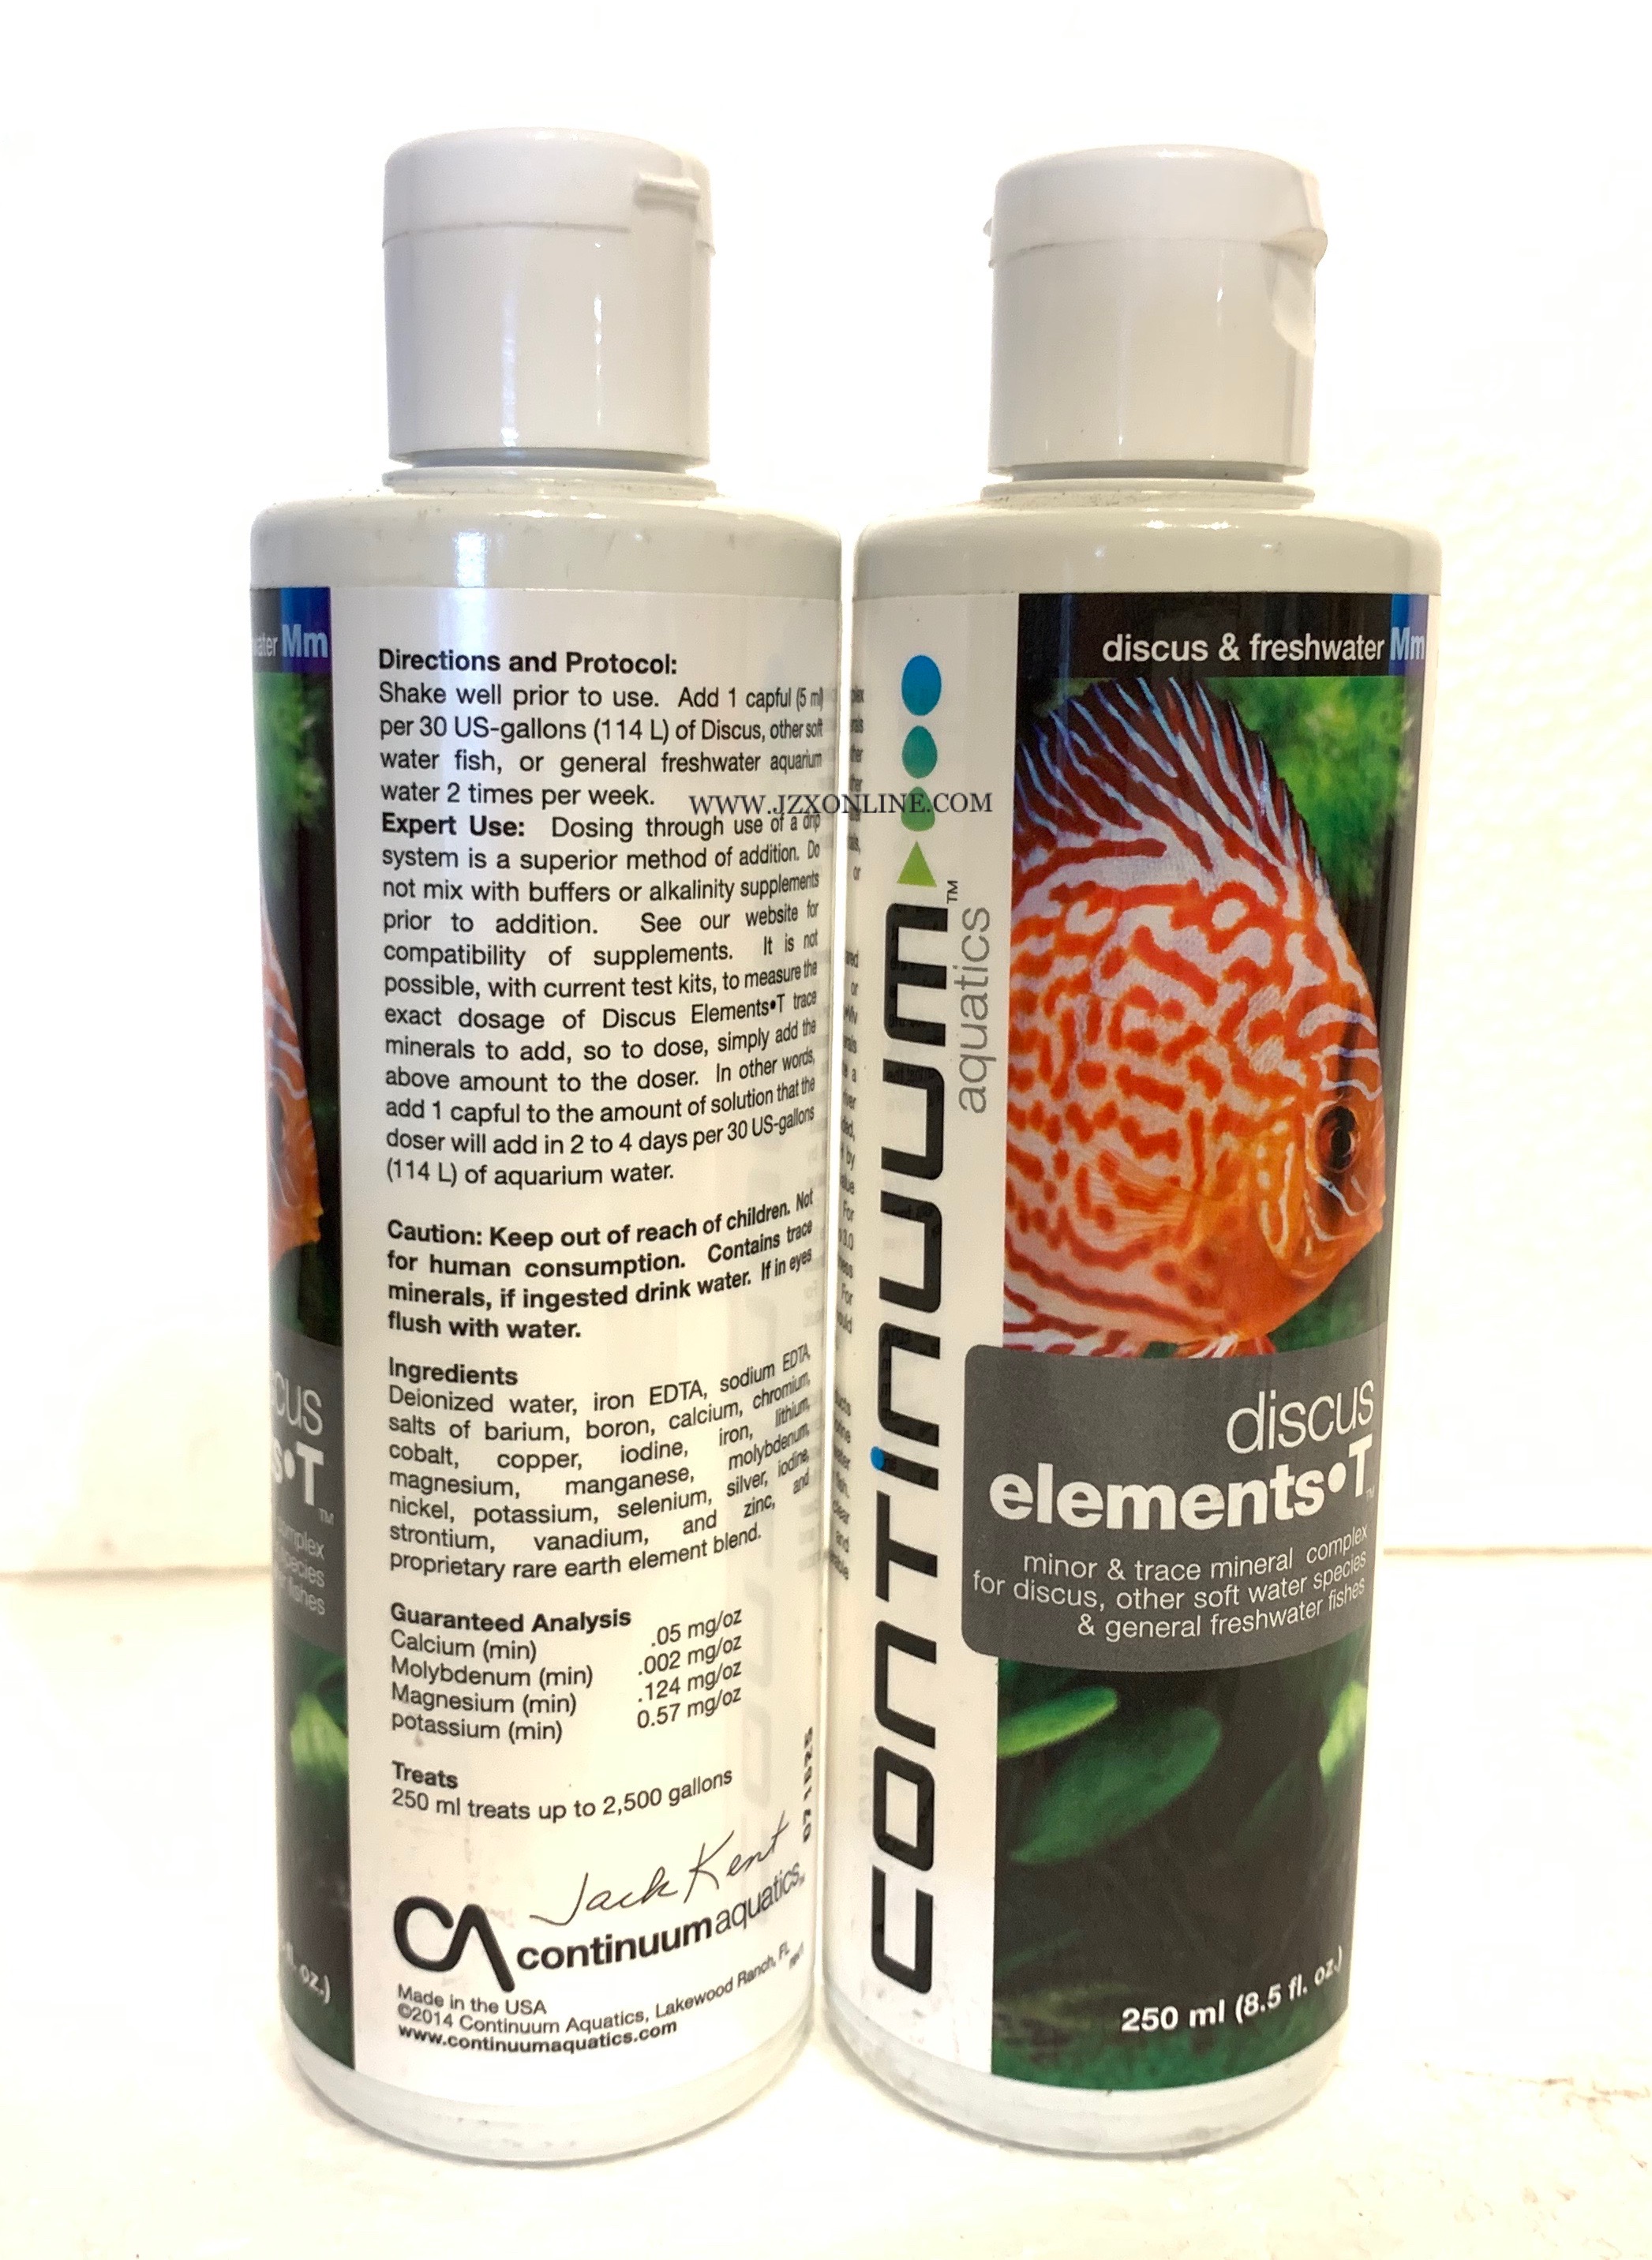 water Mm
Directions and Protocol:
Shake well prior to use. Add 1 capful (5 ml)
per 30 US-gallons (114 L) of Discus, other soft
water fish, or general freshwater aquarium
water 2 times per week.
Expert Use: Dosing through use of a drip
system is a superior method of addition. Do
not mix with buffers or alkalinity supplements
prior to addition. See our website for
compatibility of supplements. It is not
possible, with current test kits, to measure the
exact dosage of Discus Elements•T trace
minerals to add, so to dose, simply add the
above amount to the doser. In other words,
add 1 capful to the amount of solution that the
doser will add in 2 to 4 days per 30 US-gallons
(114 L) of aquarium water.
Caution: Keep out of reach of children. Not
for human consumption. Contains trace
minerals, if ingested drink water. If in eyes
flush with water.
Ingredients
Deionized water, iron EDTA, sodium EDTA,
salts of barium, boron, calcium, chromium,
cobalt, copper, iodine, iron, lithium,
magnesium, manganese, molybdenum,
nickel, potassium, selenium, silver, iodine,
strontium, vanadium, and zinc, and
proprietary rare earth element blend.
Guaranteed Analysis
Calcium (min) .05 mg/oz
Molybdenum (min) .002 mg/oz
Magnesium (min) .124 mg/oz
potassium (min) 0.57 mg/oz
Treats
250 ml treats up to 2,500 gallons
Jack Kent
CA continuumaquatics
Made in the USA
©2014 Continuum Aquatics, Lakewood Ranch, FL
www.continuumaquatics.com
WWW.JZXONLINE.COM
continuum™
aquatics
discus & freshwater Mm
discus
elements•T™
minor & trace mineral complex
for discus, other soft water species
& general freshwater fishes
250 ml (8.5 fl. oz.)